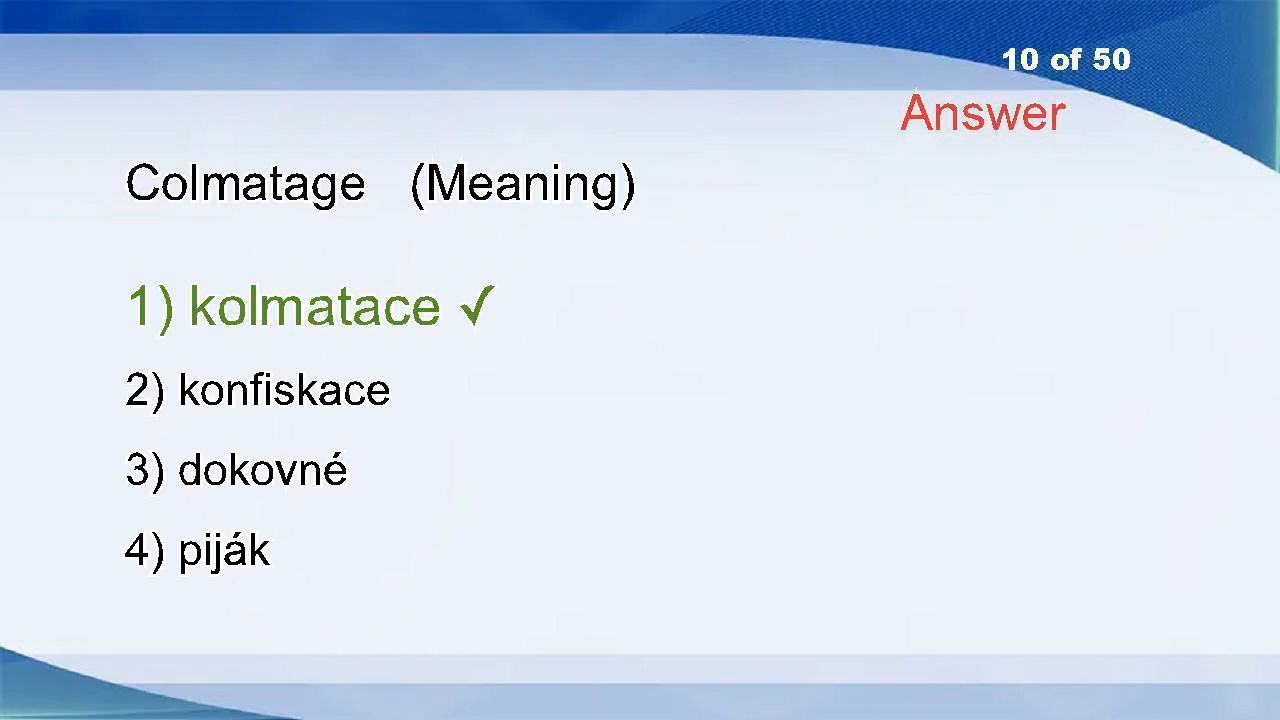 10 of 50
Answer
Colmatage (Meaning)
1) kolmatace ✓
2) konfiskace
3) dokovné
4) piják